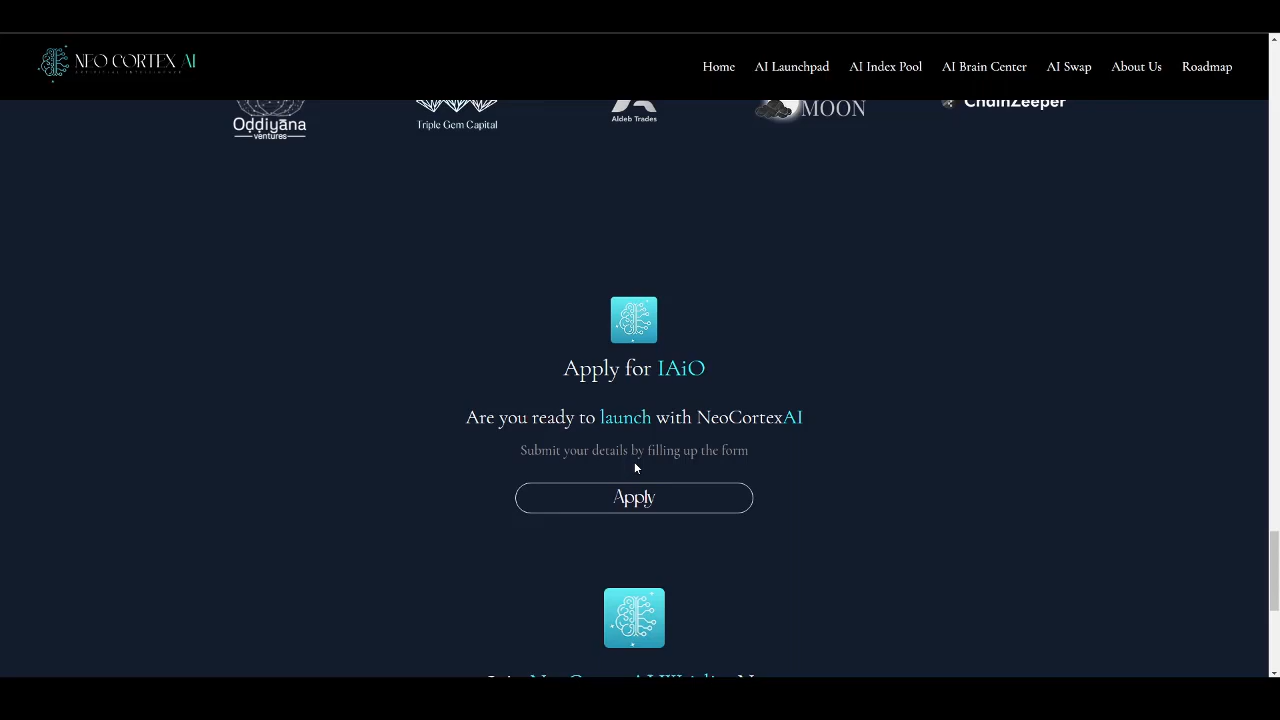 NEO CORTEX AI
Home AI Launchpad AI Index Pool AI Brain Center AI Swap About Us Roadmap
Oḍḍiyāna
ventures
Triple Gem Capital
Aldeb Trades
MOON
ChainZeeper
Apply for IAiO
Are you ready to launch with NeoCortexAI
Submit your details by filling up the form
Apply